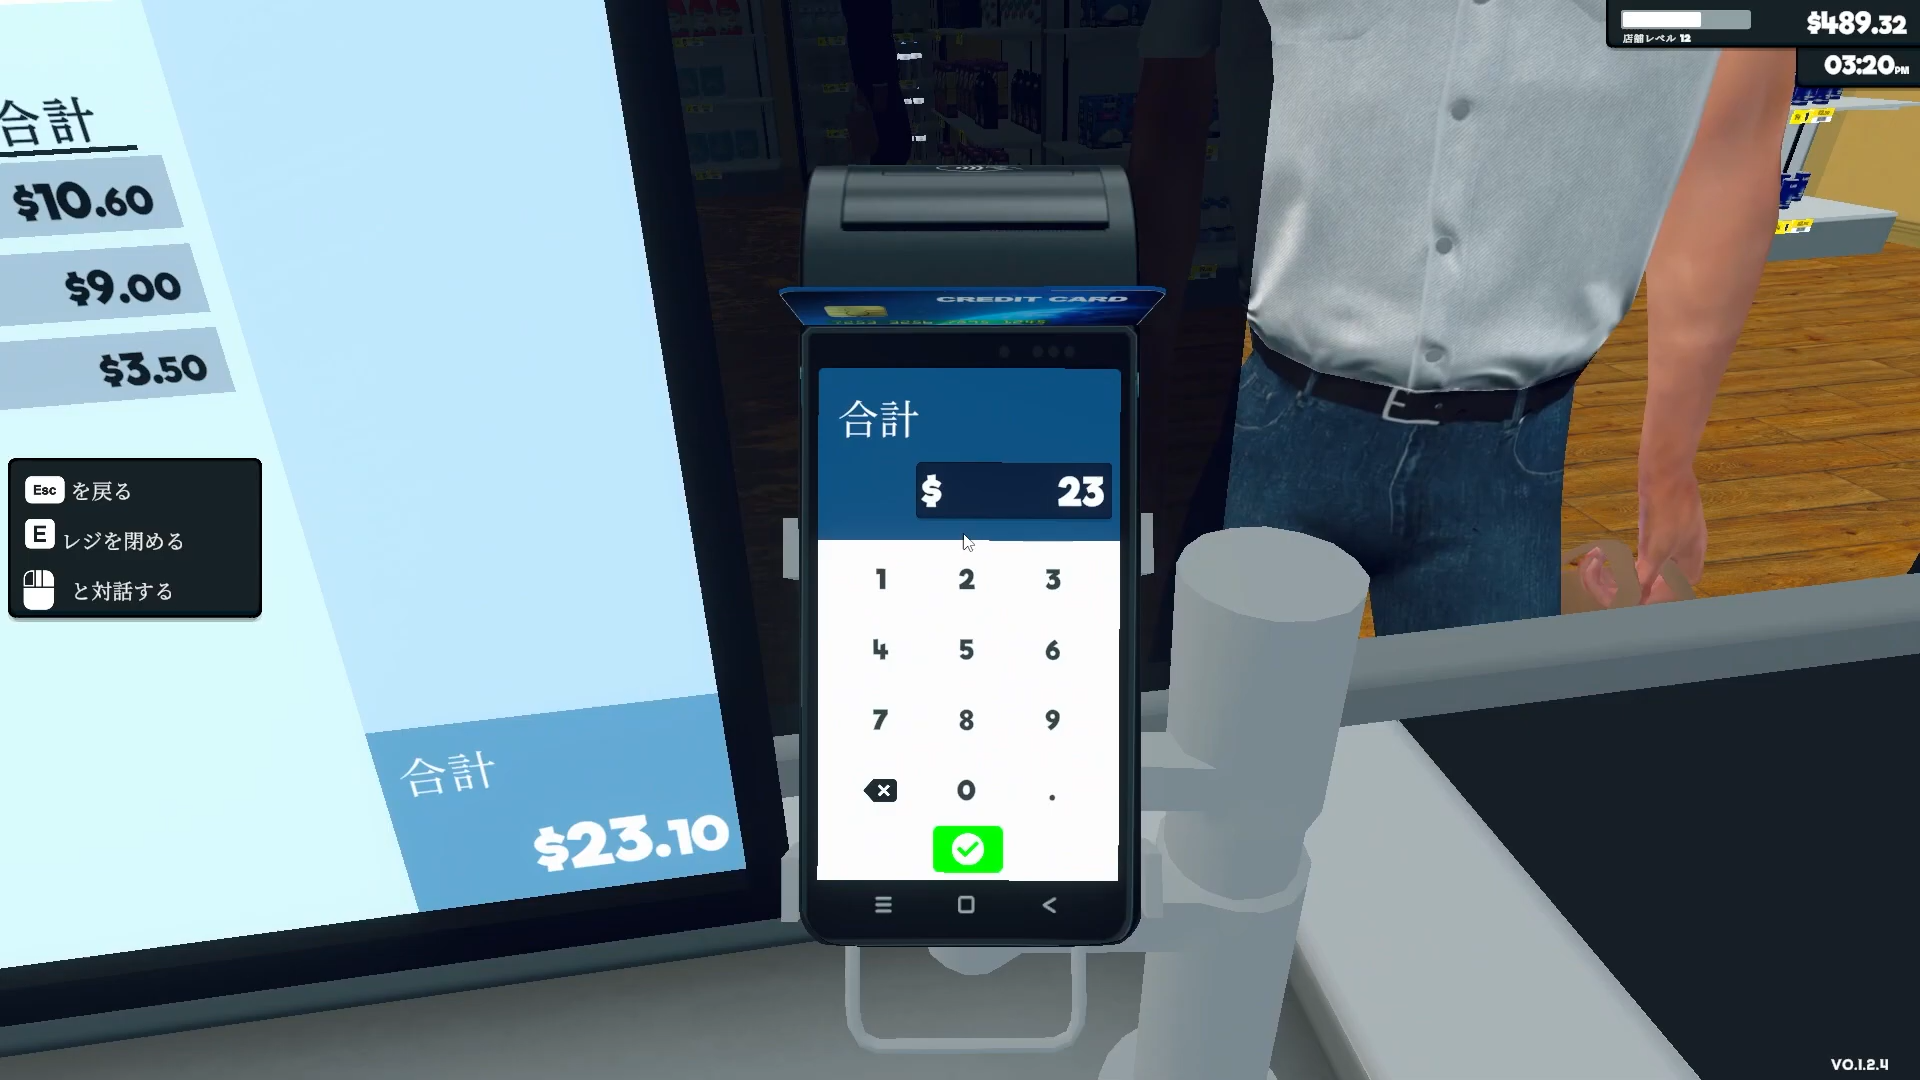 合計
$10.60
$9.00
$3.50
Esc を戻る
E レジを閉める
と対話する
合計
$23.10
CREDIT CARD
合計
$ 23
1 2 3
4 5 6
7 8 9
0 .
$489.32
店舗レベル 12
03:20PM
V0.1.2.4